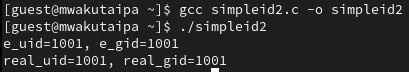 [guest@mwakutaipa ~]$ gcc simpleid2.c -o simpleid2
[guest@mwakutaipa ~]$ ./simpleid2
e_uid=1001, e_gid=1001
real_uid=1001, real_gid=1001